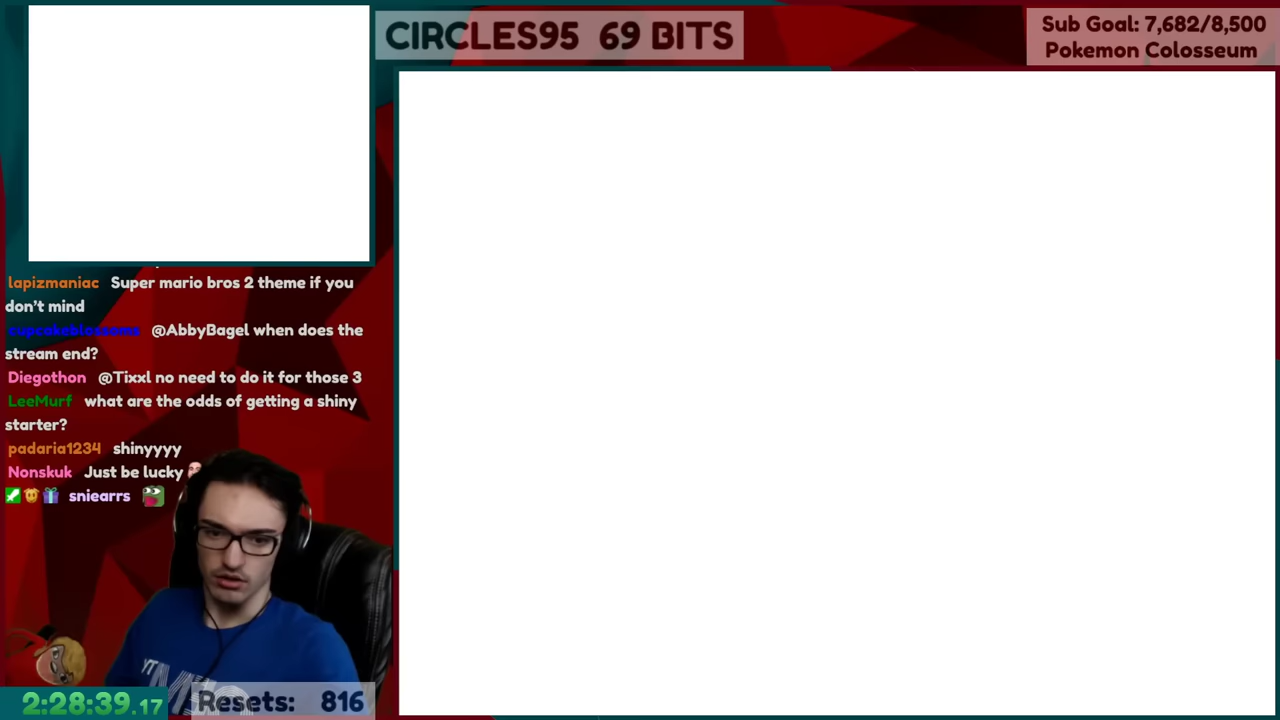 CIRCLES95 69 BITS
Sub Goal: 7,682/8,500
Pokemon Colosseum
lapizmaniac Super mario bros 2 theme if you
don't mind
cupcakeblossoms @AbbyBagel when does the
stream end?
Diegothon @Tixxl no need to do it for those 3
LeeMurf what are the odds of getting a shiny
starter?
padaria1234 shinyyyy
Nonskuk Just be lucky
sniearrs
YT
2:28:39.17
Resets: 816